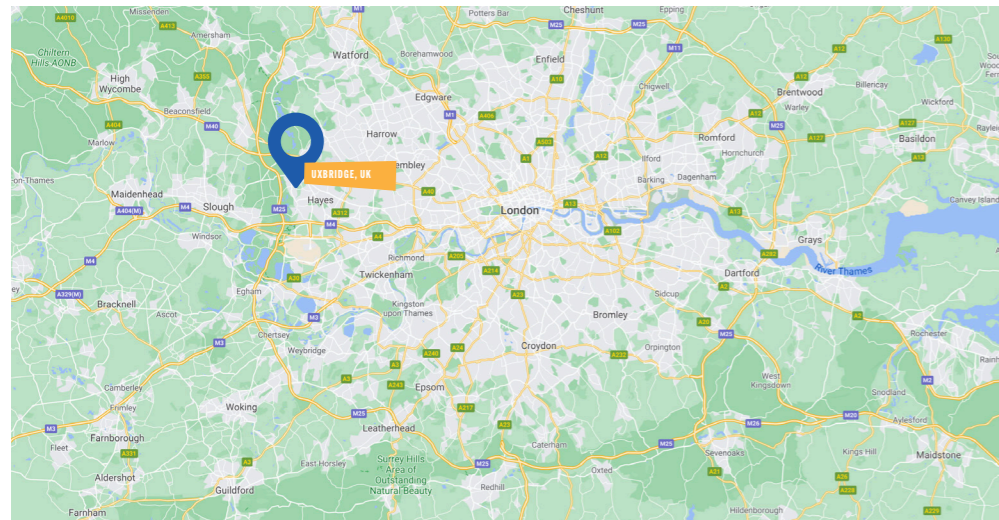 Missenden
M1
Potters Bar
Cheshunt
Epping
A4010
A413
Amersham
M25
A130
Chiltern
Hills AONB
Watford
Borehamwood
Enfield
M11
A12
High
Wycombe
A355
A10
Chigwell
A12
Brentwood
Billericay
Beaconsfield
Edgware
Warley
Wickford
A404
M40
M1
A406
A12
M25
A127
A127
Marlow
Harrow
A503
Romford
Basildon
A1
A12
Ilford
Hornchurch
A13
embley
UXBRIDGE, UK
Barking
Dagenham
on-Thames
Maidenhead
A40
Canvey Island
Hayes
A404(M)
M4
Slough
M25
A312
London
A13
A13
M4
Windsor
A4
A102
Grays
M4
Richmond
A205
A282
Twickenham
A214
Dartford
River Thames
A30
A2
Egham
A329(M)
Bracknell
Kingston
upon Thames
A23
Sidcup
Ascot
M3
Bromley
A20
A2
Chertsey
M25
Rochester
M3
Weybridge
A240
A24
Croydon
A232
Orpington
A3
A3
A243
Epsom
West
Kingsdown
M2
Camberley
Frimley
Woking
A217
Snodland
M3
M25
A23
M20
Aylesford
Farnborough
Leatherhead
M26
Fleet
A331
Caterham
M25
Sevenoaks
Kings Hill
Maidstone
A3
East Horsley
Surrey Hills
Area of
Outstanding
Natural Beauty
M25
Oxted
A21
Aldershot
Guildford
Redhill
A228
Farnham
Hildenborough
A229